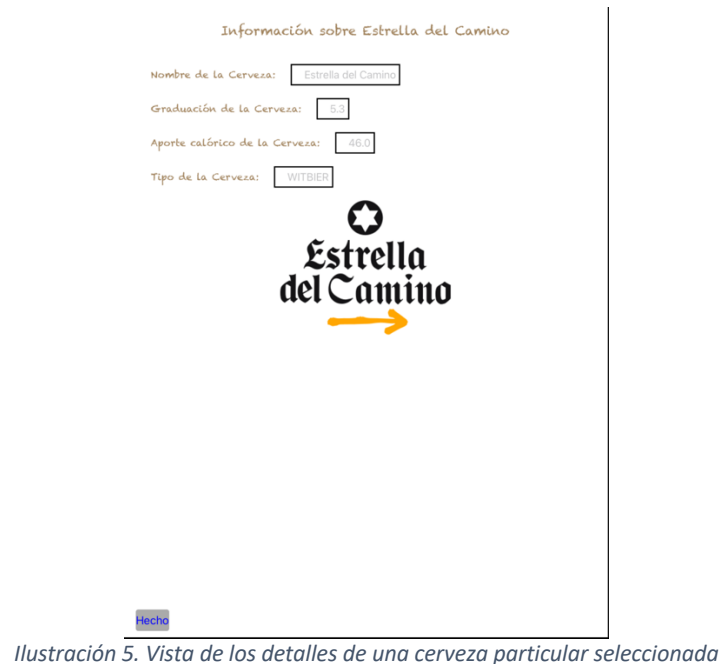 Información sobre Estrella del Camino
Nombre de la Cerveza: Estrella del Camino
Graduación de la Cerveza: 5.3
Aporte calórico de la Cerveza: 46.0
Tipo de la Cerveza: WITBIER
Estrella
del Camino
Hecho
Ilustración 5. Vista de los detalles de una cerveza particular seleccionada